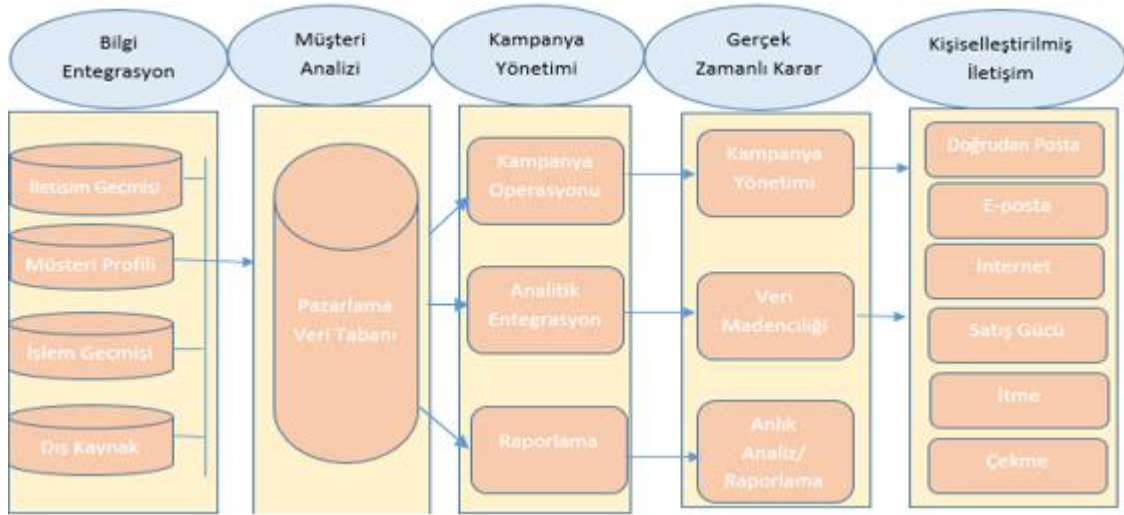 Bilgi
Entegrasyon
Müşteri
Analizi
Kampanya
Yönetimi
Gerçek
Zamanlı Karar
Kişiselleştirilmiş
İletişim
İletisim Gecmisi
Müsteri Profili
İslem Gecmisi
Dıs Kaynak
Pazarlama
Veri Tabanı
Kampanya
Operasyonu
Analitik
Entegrasyon
Raporlama
Kampanya
Yönetimi
Veri
Madenciliği
Anlık
Analiz/
Raporlama
Doğrudan Posta
E-posta
İnternet
Satış Gücü
İtme
Çekme